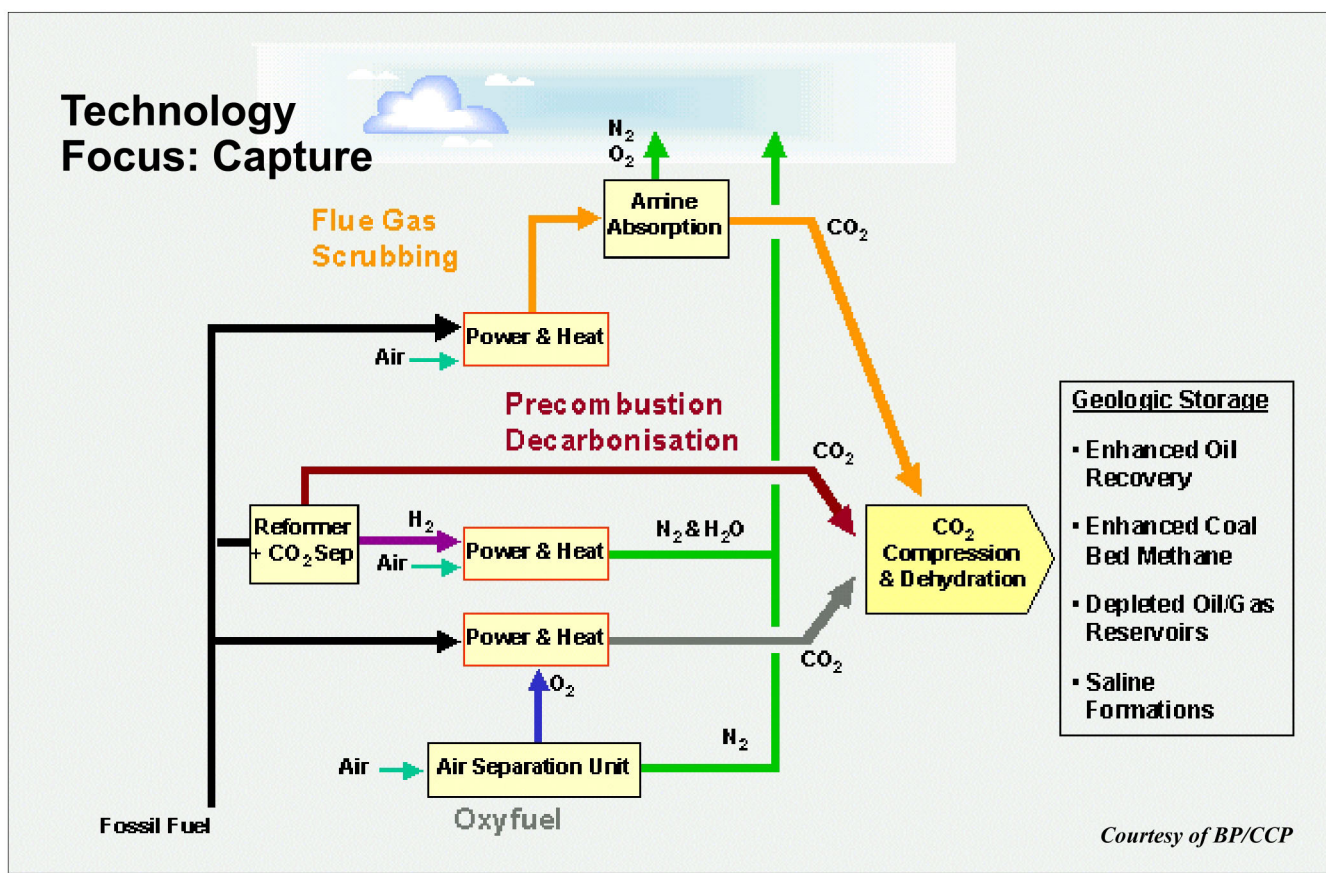 Technology
Focus: Capture
N₂
O₂
Amine
Absorption
CO₂
Flue Gas
Scrubbing
Power & Heat
Air
Precombustion
Decarbonisation
CO₂
Reformer
+ CO₂ Sep
H₂
Air
Power & Heat
N₂ & H₂O
CO₂
Compression
& Dehydration
Power & Heat
CO₂
O₂
Air
Air Separation Unit
N₂
Oxyfuel
Fossil Fuel
Geologic Storage
▪ Enhanced Oil
Recovery
▪ Enhanced Coal
Bed Methane
▪ Depleted Oil/Gas
Reservoirs
▪ Saline
Formations
Courtesy of BP/CCP